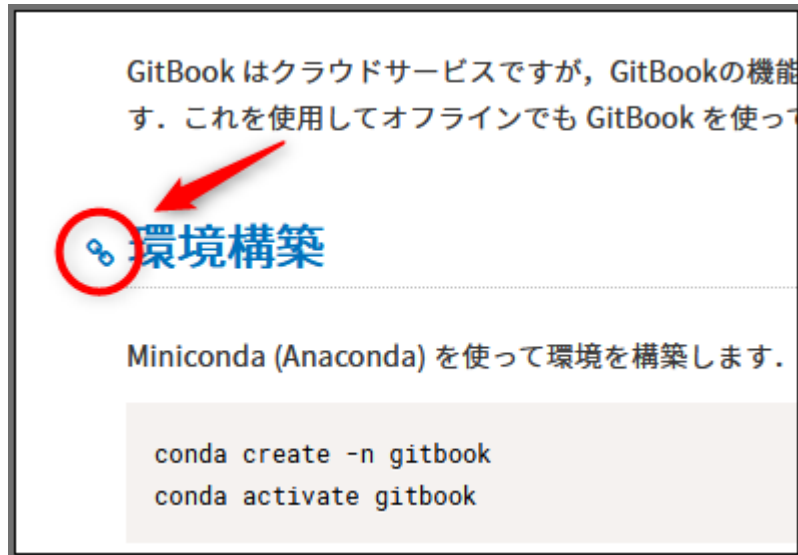 GitBook はクラウドサービスですが，GitBookの機能
す．これを使用してオフラインでも GitBook を使って
環境構築
Miniconda (Anaconda) を使って環境を構築します．
conda create -n gitbook
conda activate gitbook